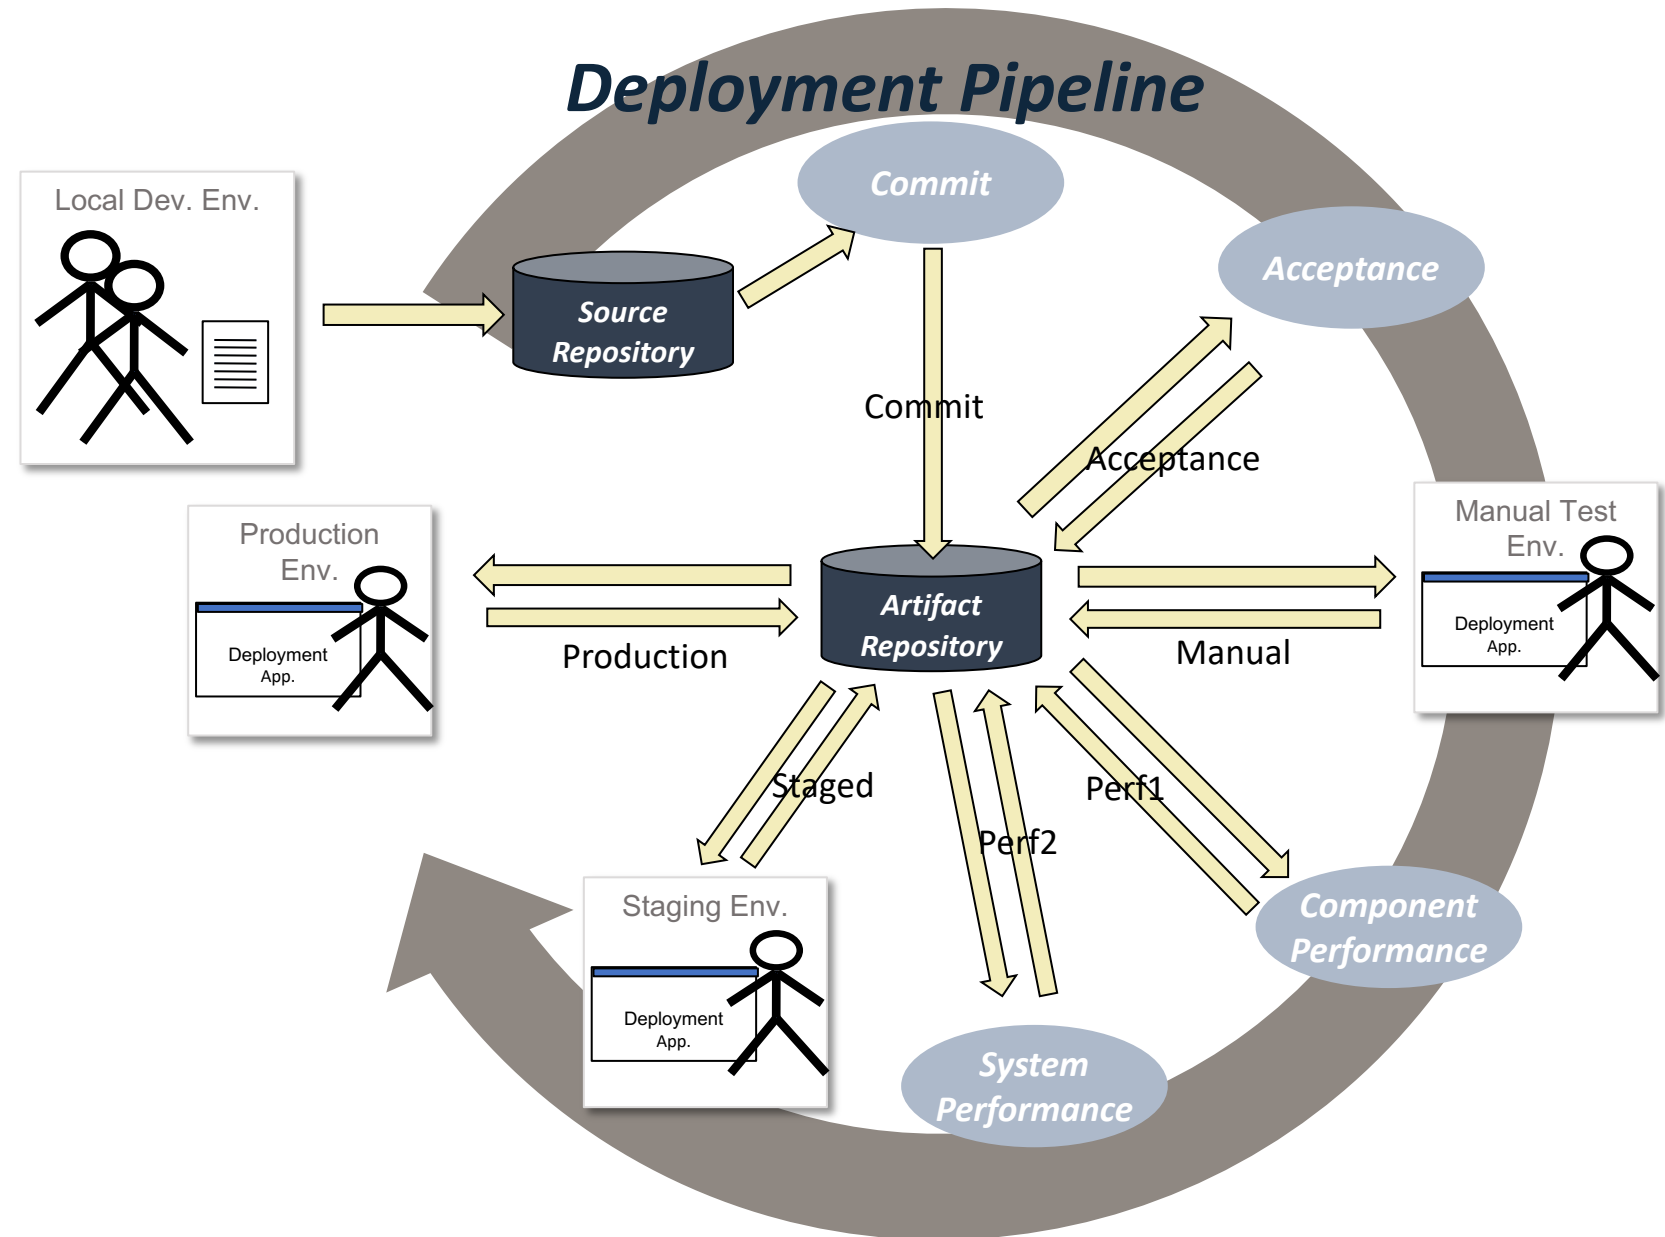 Deployment Pipeline
Local Dev. Env.
Source
Repository
Commit
Acceptance
Commit
Acceptance
Production
Env.
Deployment
App.
Production
Artifact
Repository
Manual
Manual Test
Env.
Deployment
App.
Staged
Perf2
Perf1
Staging Env.
Deployment
App.
System
Performance
Component
Performance